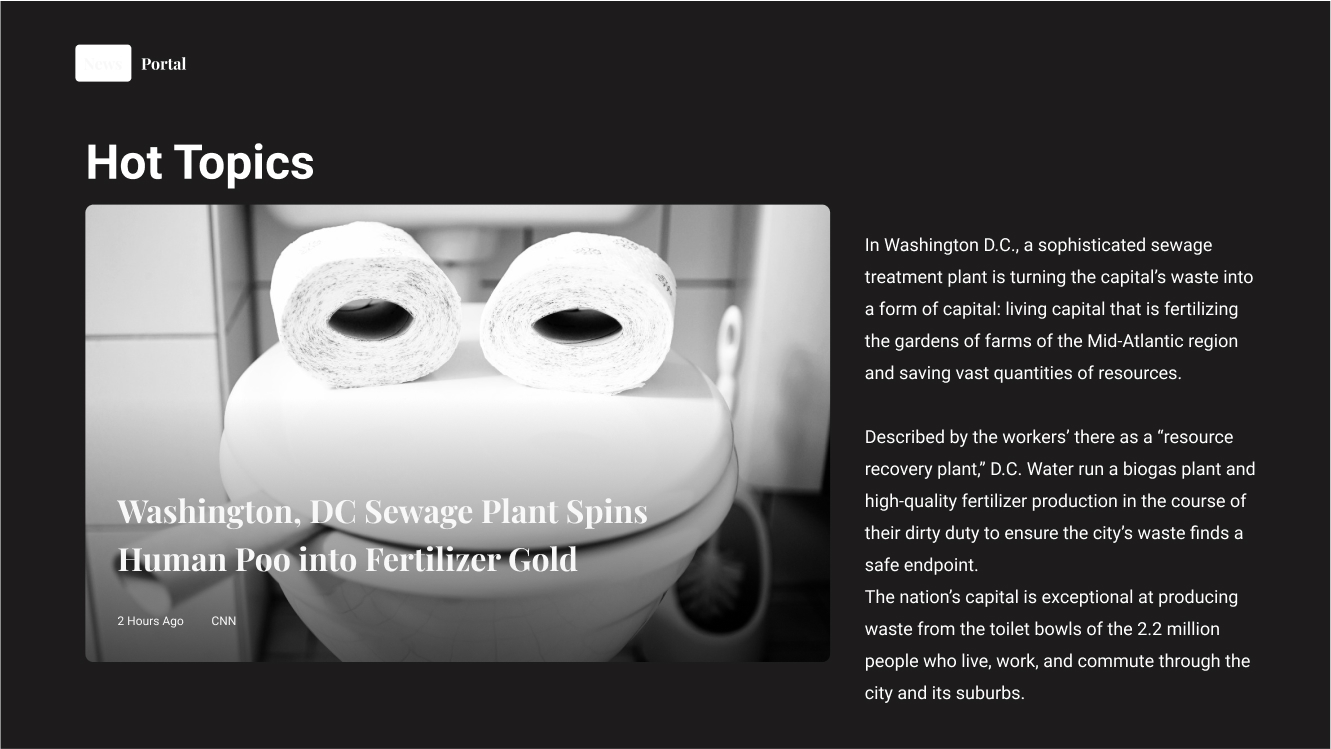 News Portal
Hot Topics
Washington, DC Sewage Plant Spins
Human Poo into Fertilizer Gold
2 Hours Ago CNN
In Washington D.C., a sophisticated sewage
treatment plant is turning the capital’s waste into
a form of capital: living capital that is fertilizing
the gardens of farms of the Mid-Atlantic region
and saving vast quantities of resources.
Described by the workers’ there as a “resource
recovery plant,” D.C. Water run a biogas plant and
high-quality fertilizer production in the course of
their dirty duty to ensure the city’s waste finds a
safe endpoint.
The nation’s capital is exceptional at producing
waste from the toilet bowls of the 2.2 million
people who live, work, and commute through the
city and its suburbs.